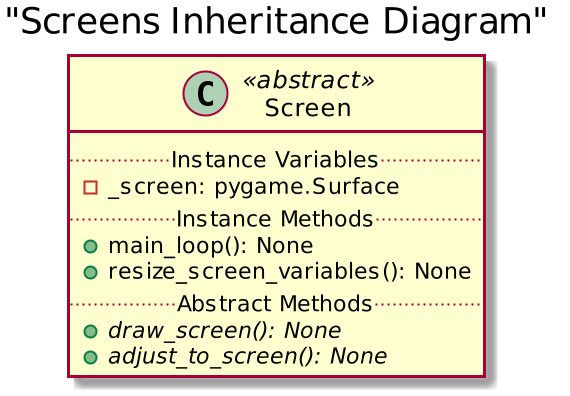 "Screens Inheritance Diagram"
C
«abstract»
Screen
Instance Variables
_screen: pygame.Surface
Instance Methods
main_loop(): None
resize_screen_variables(): None
Abstract Methods
draw_screen(): None
adjust_to_screen(): None